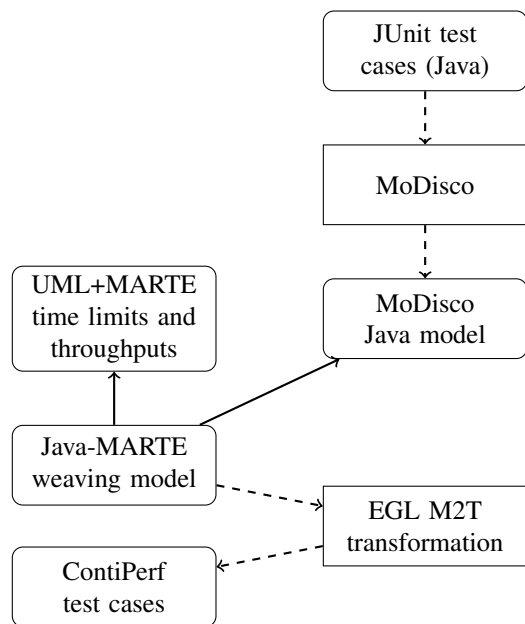 JUnit test
cases (Java)
MoDisco
UML+MARTE
time limits and
throughputs
MoDisco
Java model
Java-MARTE
weaving model
EGL M2T
transformation
ContiPerf
test cases